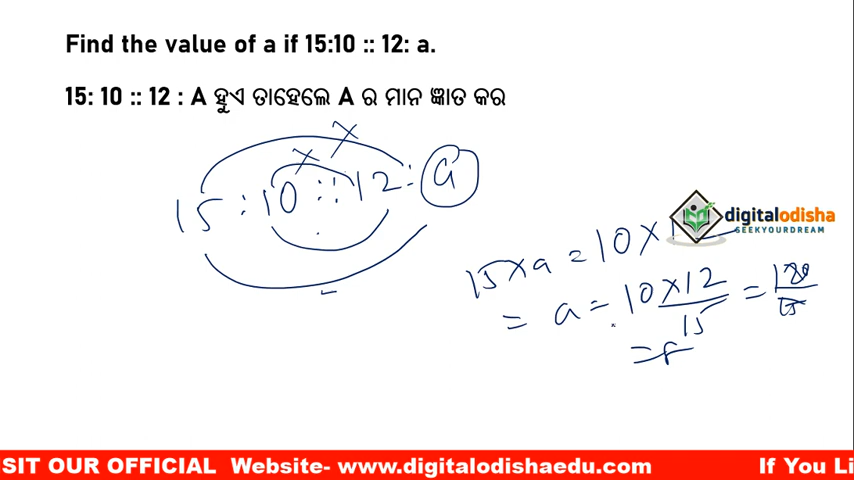 Find the value of a if 15:10 :: 12: a.
15: 10 :: 12 : A ହୁଏ ତାହେଲେ A ର ମାନ ଜ୍ଞାତ କର
× ×
15 : 10 :: 12 : a
digitalodisha
GEEKYOURDREAM
15 × a = 10 ×
= a = 10 × 12 / 15 = 120 / 15
=
SIT OUR OFFICIAL Website- www.digitalodishaedu.com If You Li